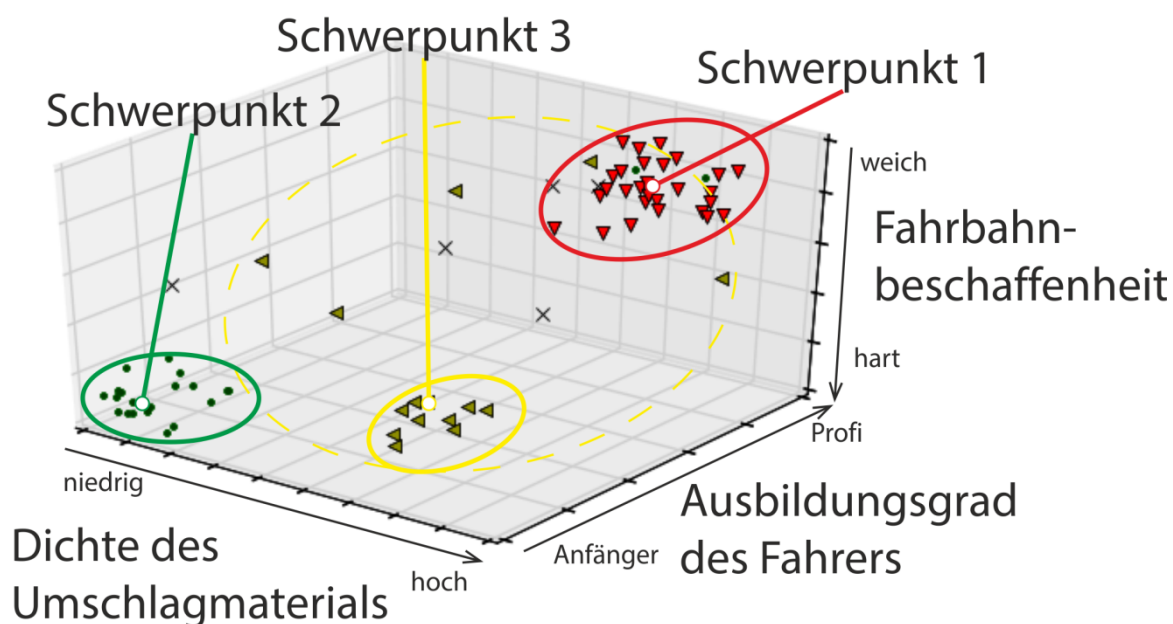 Schwerpunkt 3
Schwerpunkt 1
Schwerpunkt 2
weich
Fahrbahn-
beschaffenheit
hart
Profi
niedrig
Ausbildungsgrad
des Fahrers
Anfänger
Dichte des
Umschlagmaterials
hoch